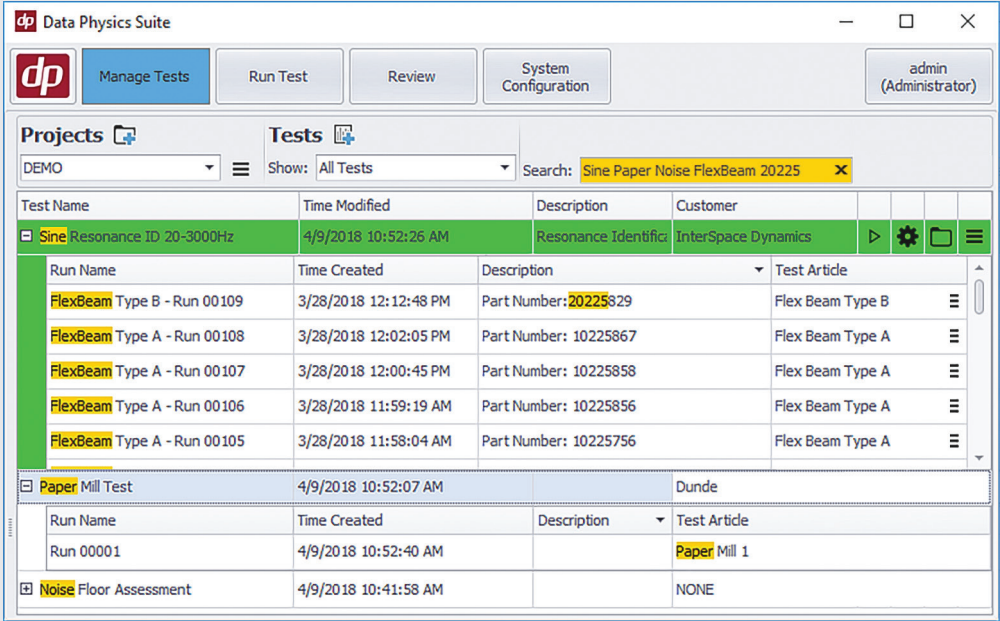 dp Data Physics Suite
dp Manage Tests Run Test Review System Configuration admin (Administrator)
Projects Tests
DEMO Show: All Tests Search: Sine Paper Noise FlexBeam 20225 x
Test Name Time Modified Description Customer
Sine Resonance ID 20-3000Hz 4/9/2018 10:52:26 AM Resonance Identifica InterSpace Dynamics
Run Name Time Created Description Test Article
FlexBeam Type B - Run 00109 3/28/2018 12:12:48 PM Part Number:20225829 Flex Beam Type B
FlexBeam Type A - Run 00108 3/28/2018 12:02:05 PM Part Number: 10225867 Flex Beam Type A
FlexBeam Type A - Run 00107 3/28/2018 12:00:45 PM Part Number: 10225858 Flex Beam Type A
FlexBeam Type A - Run 00106 3/28/2018 11:59:19 AM Part Number: 10225856 Flex Beam Type A
FlexBeam Type A - Run 00105 3/28/2018 11:58:04 AM Part Number: 10225756 Flex Beam Type A
Paper Mill Test 4/9/2018 10:52:07 AM Dunde
Run Name Time Created Description Test Article
Run 00001 4/9/2018 10:52:40 AM Paper Mill 1
Noise Floor Assessment 4/9/2018 10:41:58 AM NONE